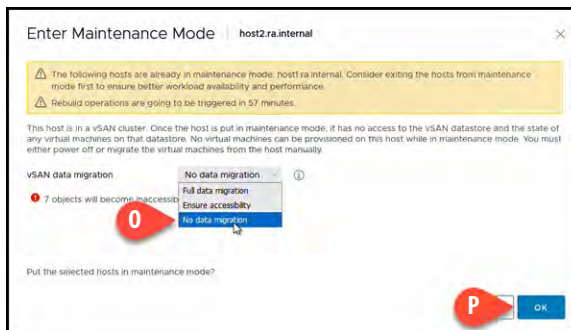 Enter Maintenance Mode host2.ra.internal
The following hosts are already in maintenance mode: host1.ra.internal. Consider exiting the hosts from maintenance
mode first to ensure better workload availability and performance.
Rebuild operations are going to be triggered in 57 minutes.
This host is in a vSAN cluster. Once the host is put in maintenance mode, it has no access to the vSAN datastore and the state of
any virtual machines on that datastore. No virtual machines can be provisioned on this host while in maintenance mode. You must
either power off or migrate the virtual machines from the host manually.
vSAN data migration No data migration
Full data migration
7 objects will become inaccessib
Ensure accessibility
O No data migration
Put the selected hosts in maintenance mode?
P OK